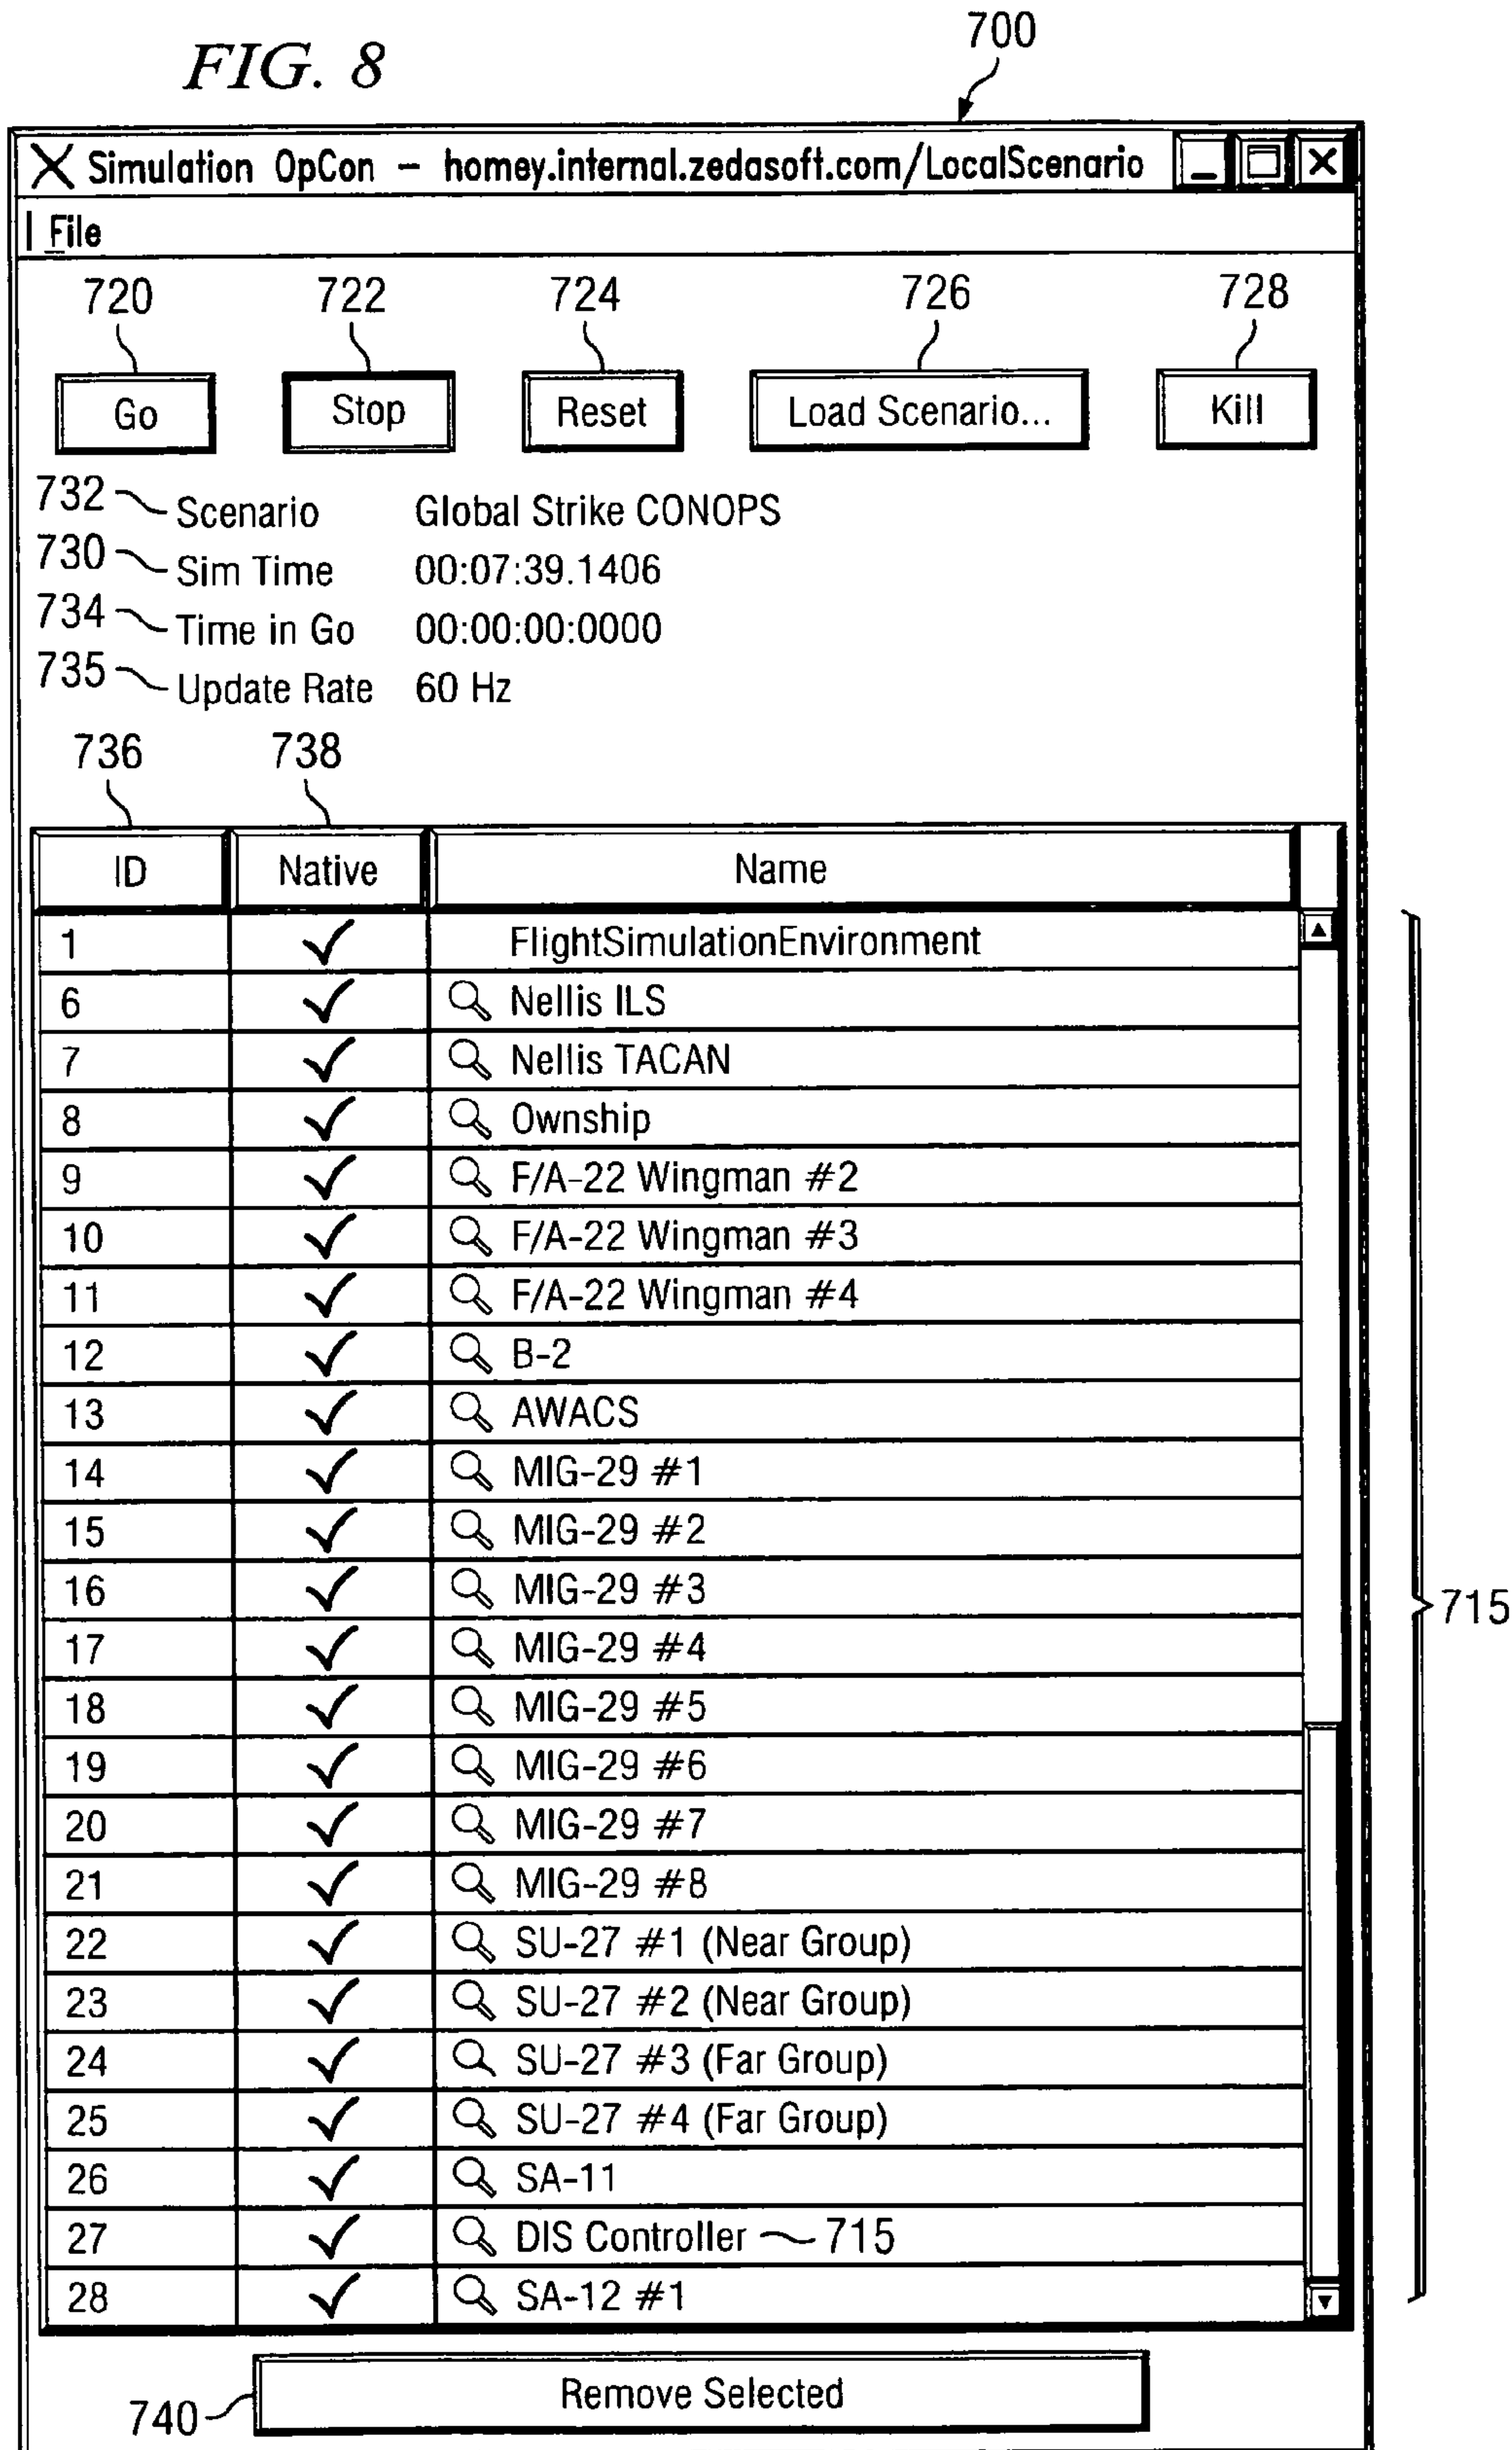 FIG. 8
700
Simulation OpCon - homey.internal.zedasoft.com/LocalScenario
File
720 722 724 726 728
Go Stop Reset Load Scenario... Kill
732 Scenario Global Strike CONOPS
730 Sim Time 00:07:39.1406
734 Time in Go 00:00:00:0000
735 Update Rate 60 Hz
736 738
ID Native Name
1 FlightSimulationEnvironment
6 Nellis ILS
7 Nellis TACAN
8 Ownship
9 F/A-22 Wingman #2
10 F/A-22 Wingman #3
11 F/A-22 Wingman #4
12 B-2
13 AWACS
14 MIG-29 #1
15 MIG-29 #2
16 MIG-29 #3
715
17 MIG-29 #4
18 MIG-29 #5
19 MIG-29 #6
20 MIG-29 #7
21 MIG-29 #8
22 SU-27 #1 (Near Group)
23 SU-27 #2 (Near Group)
24 SU-27 #3 (Far Group)
25 SU-27 #4 (Far Group)
26 SA-11
27 DIS Controller 715
28 SA-12 #1
740 Remove Selected